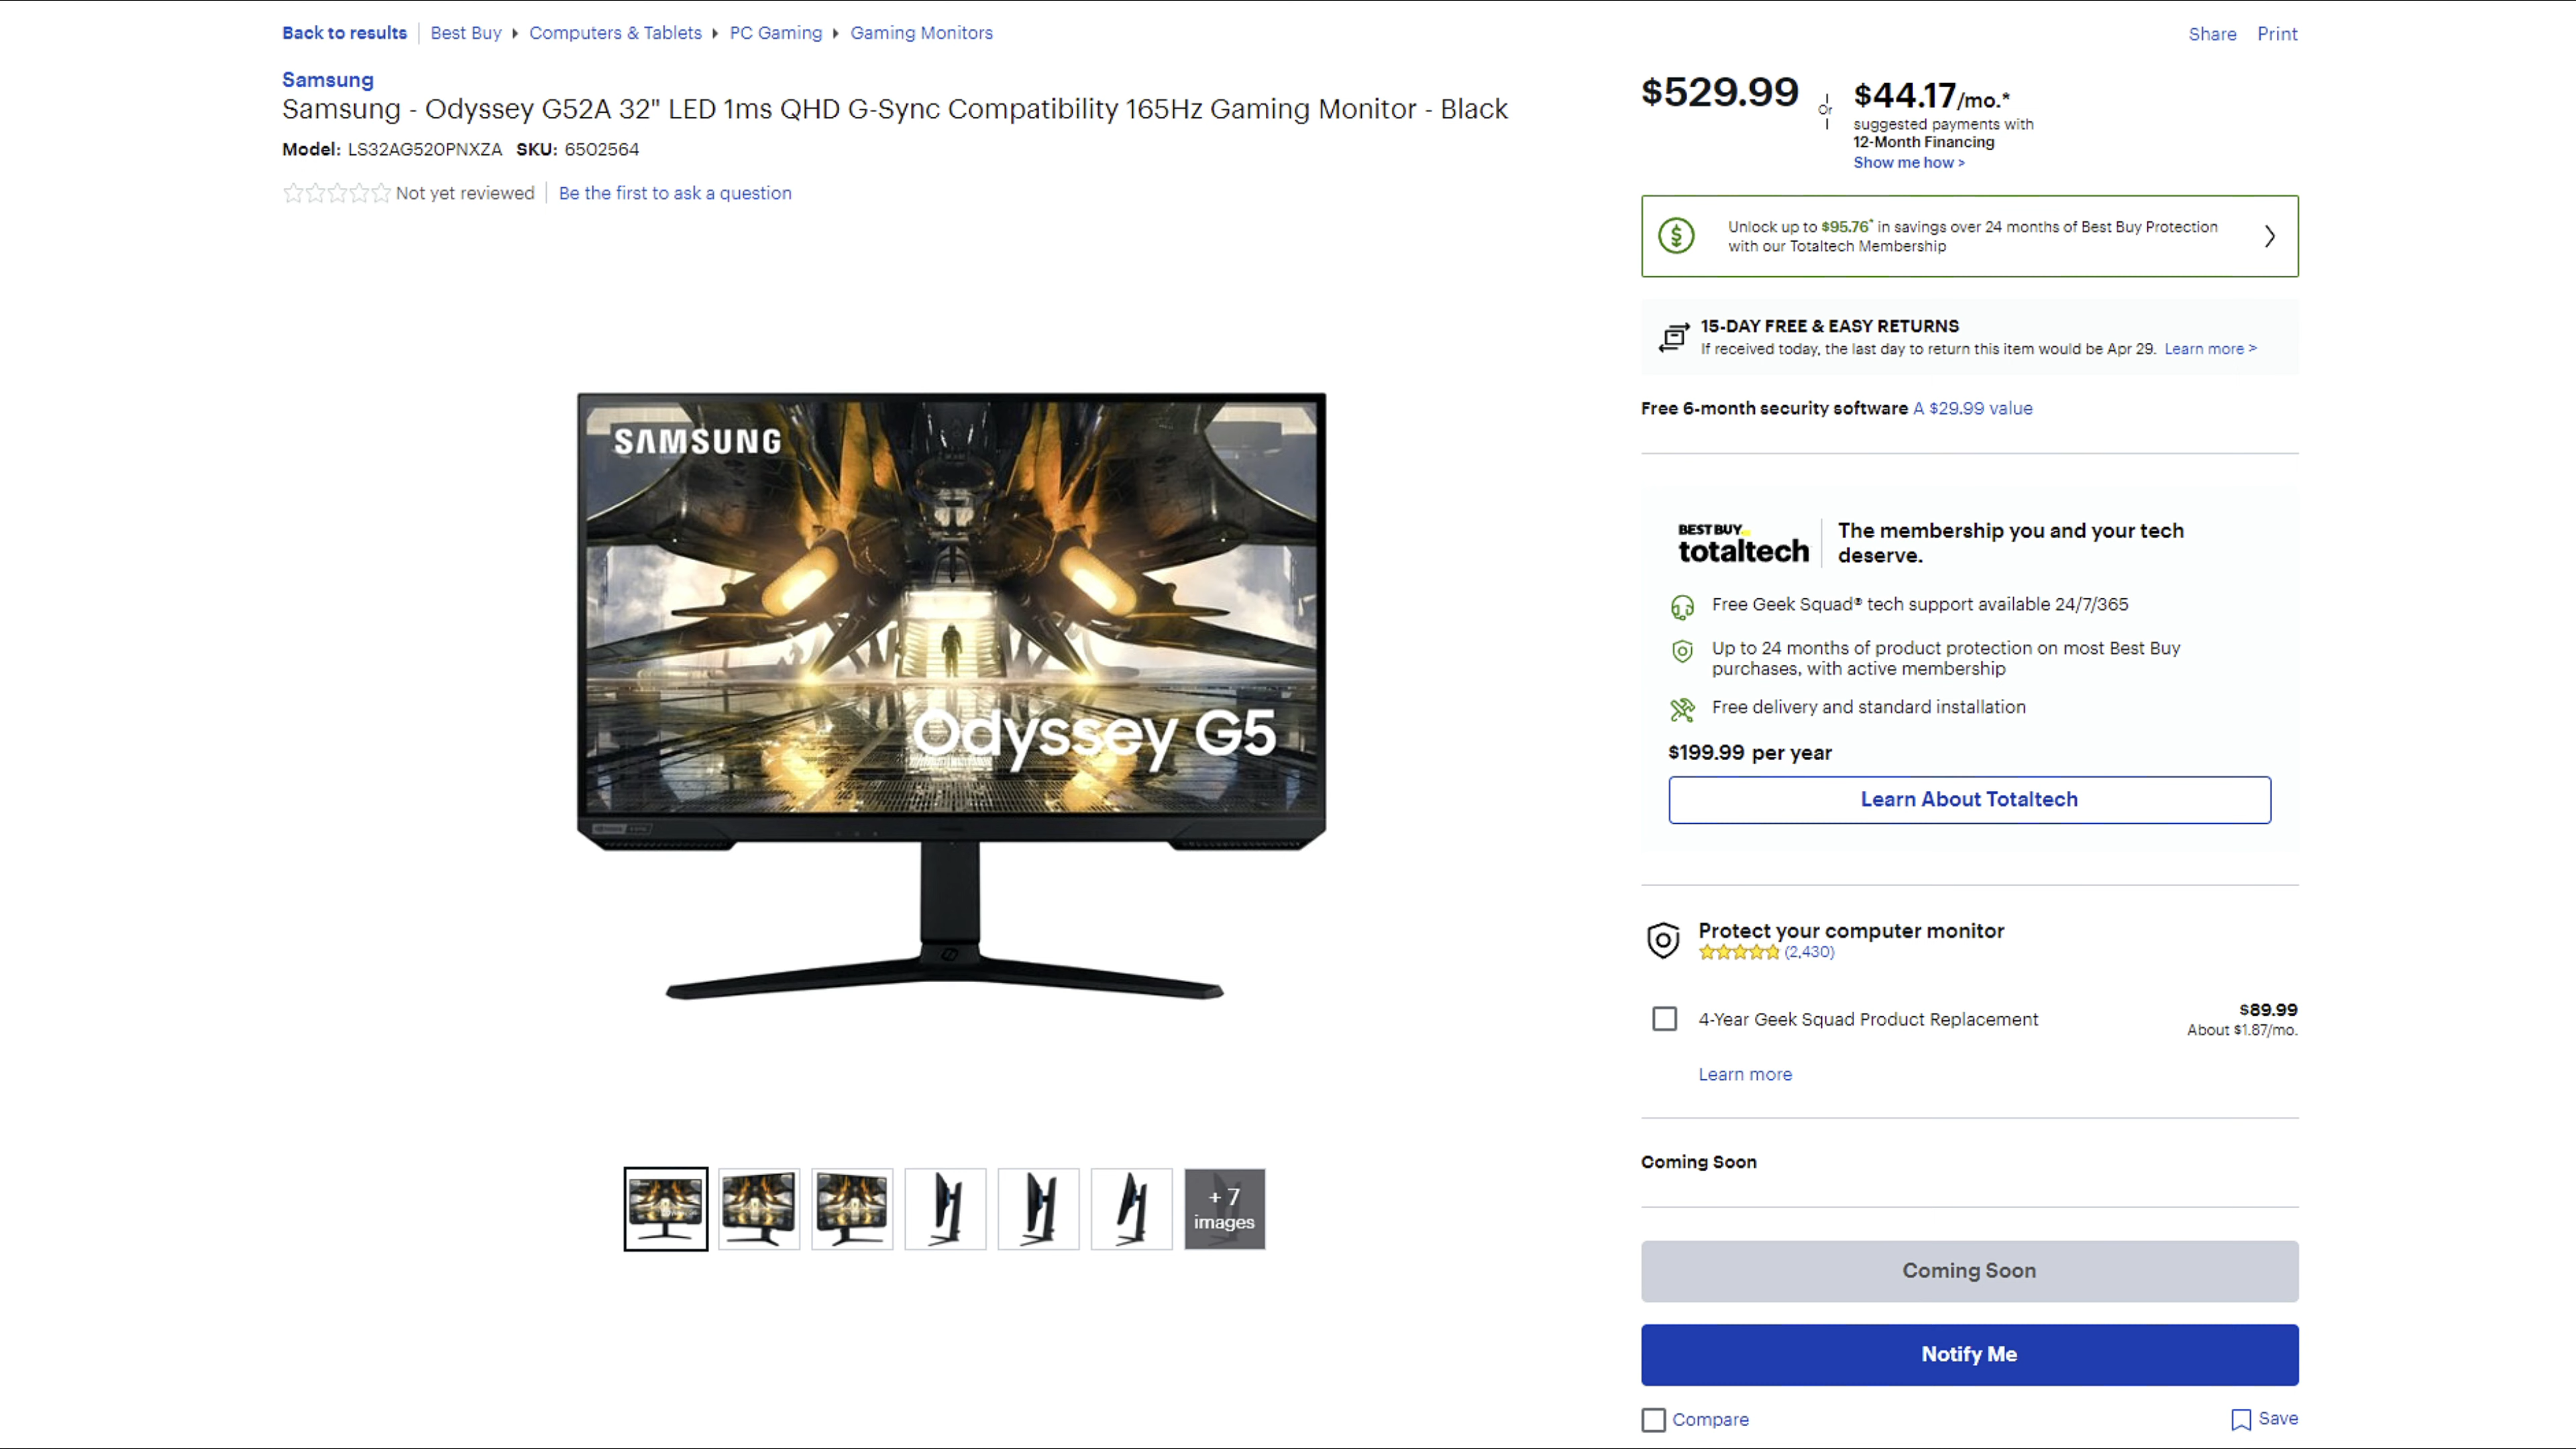 Back to results Best Buy Computers & Tablets PC Gaming Gaming Monitors
Share Print
Samsung
Samsung - Odyssey G52A 32" LED 1ms QHD G-Sync Compatibility 165Hz Gaming Monitor - Black
Model: LS32AG520PNXZA SKU: 6502564
Not yet reviewed Be the first to ask a question
SAMSUNG
Odyssey G5
+ 7
images
$529.99
Or
$44.17/mo.*
suggested payments with
12-Month Financing
Show me how >
Unlock up to $95.76* in savings over 24 months of Best Buy Protection
with our Totaltech Membership
15-DAY FREE & EASY RETURNS
If received today, the last day to return this item would be Apr 29. Learn more >
Free 6-month security software A $29.99 value
BEST BUY
totaltech
The membership you and your tech
deserve.
Free Geek Squad® tech support available 24/7/365
Up to 24 months of product protection on most Best Buy
purchases, with active membership
Free delivery and standard installation
$199.99 per year
Learn About Totaltech
Protect your computer monitor
(2,430)
4-Year Geek Squad Product Replacement
$89.99
About $1.87/mo.
Learn more
Coming Soon
Coming Soon
Notify Me
Compare
Save